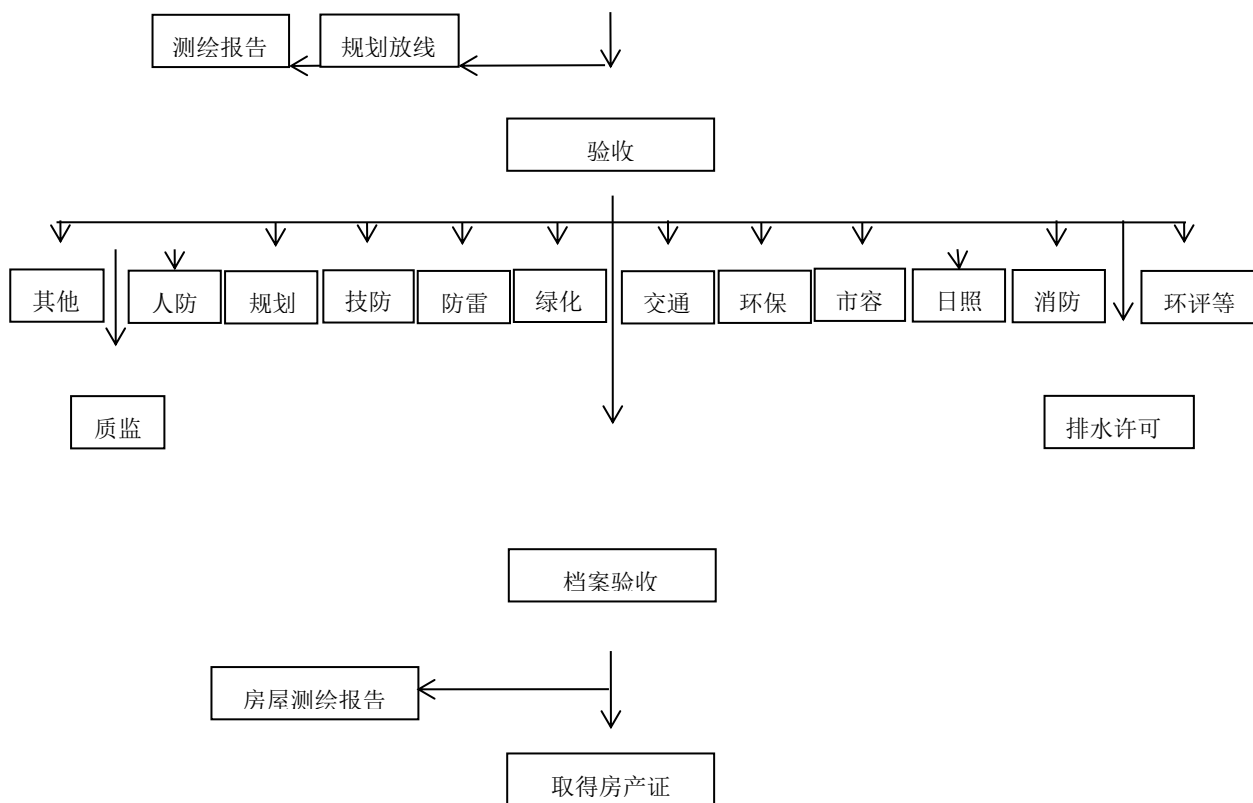 测绘报告
规划放线
验收
其他
人防
规划
技防
防雷
绿化
交通
环保
市容
日照
消防
环评等
质监
排水许可
档案验收
房屋测绘报告
取得房产证